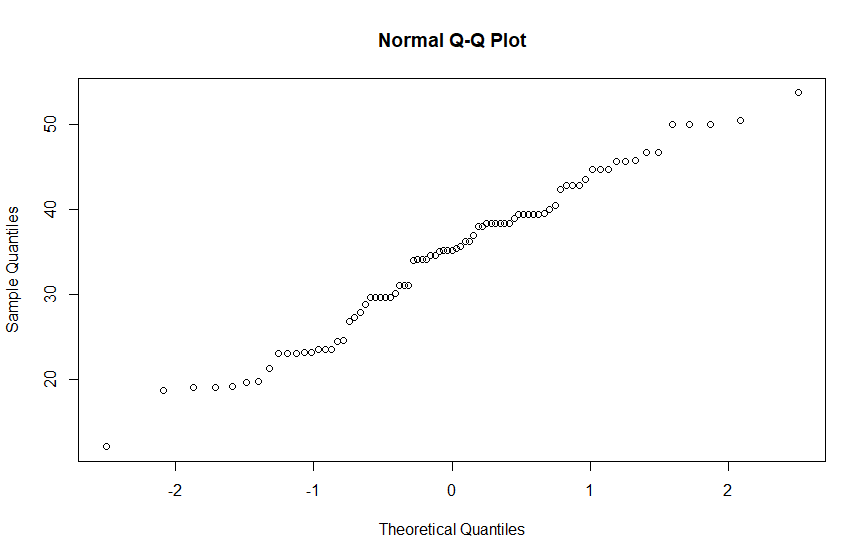 Normal Q-Q Plot
50
40
30
20
Sample Quantiles
-2 -1 0 1 2
Theoretical Quantiles